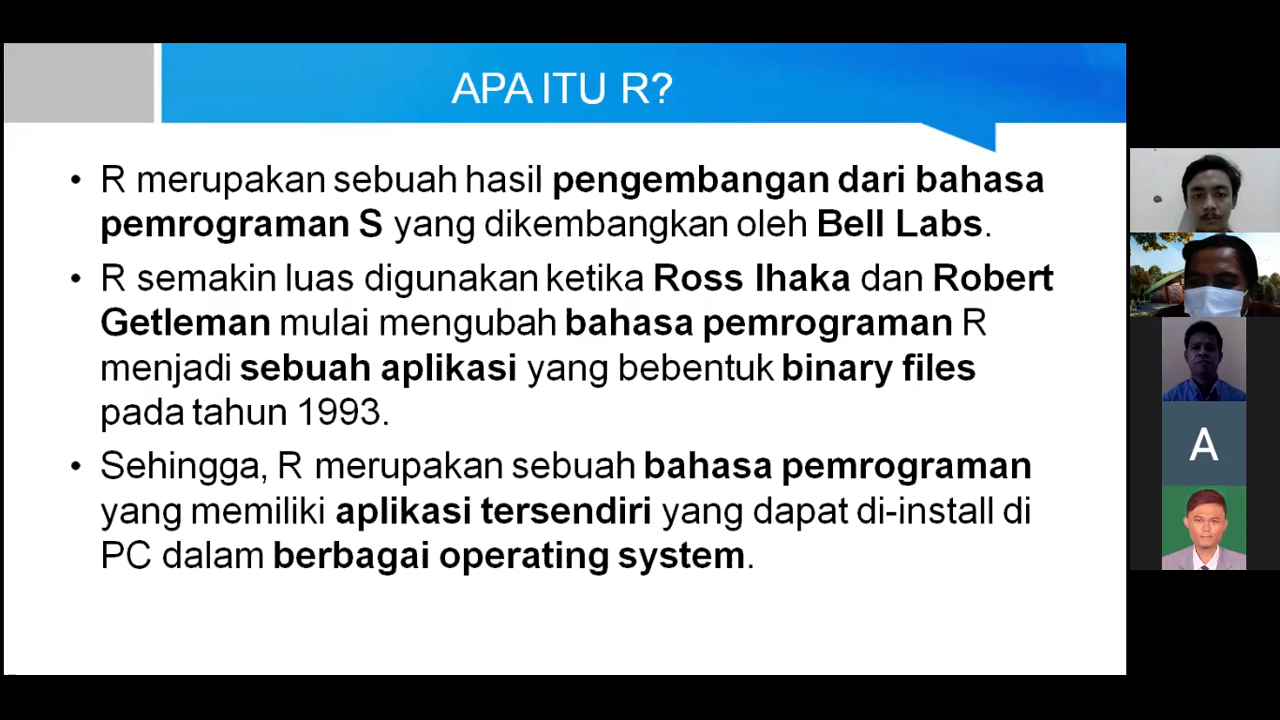 APA ITU R?
• R merupakan sebuah hasil pengembangan dari bahasa
pemrograman S yang dikembangkan oleh Bell Labs.
• R semakin luas digunakan ketika Ross Ihaka dan Robert
Getleman mulai mengubah bahasa pemrograman R
menjadi sebuah aplikasi yang bebentuk binary files
pada tahun 1993.
• Sehingga, R merupakan sebuah bahasa pemrograman
yang memiliki aplikasi tersendiri yang dapat di-install di
PC dalam berbagai operating system.
A